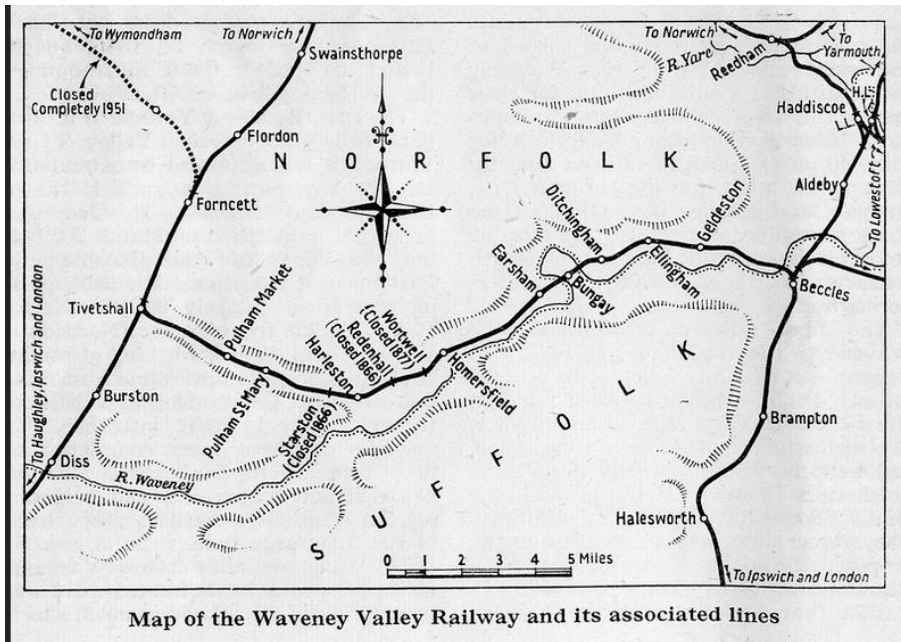 To Wymondham
Closed
Completely 1951
To Norwich
Swainsthorpe
Flordon
Forncett
NORFOLK
To Norwich
R. Yare
Reedham
To
Yarmouth
H.L.
Haddiscoe
L.L.
Aldeby
To Lowestoft
Geldeston
Ellingham
Ditchingham
Bungay
Earsham
Beccles
Homersfield
Wortwell
(Closed 1877)
Redenhall
(Closed 1866)
Harleston
Starston
(Closed 1866)
Pulham St Mary
Pulham Market
Tivetshall
To Haughley, Ipswich and London
Burston
Diss
R. Waveney
SUFFOLK
Brampton
Halesworth
To Ipswich and London
0 1 2 3 4 5 Miles
Map of the Waveney Valley Railway and its associated lines